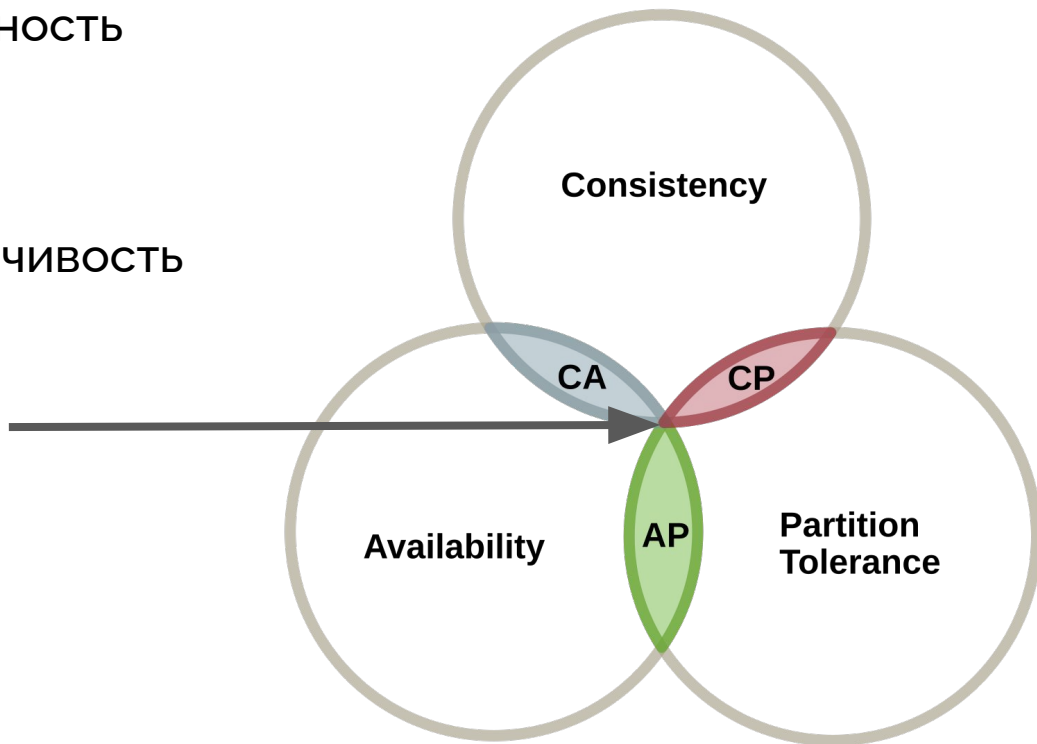 ность
Consistency
чивость
CA
CP
Availability
AP
Partition
Tolerance